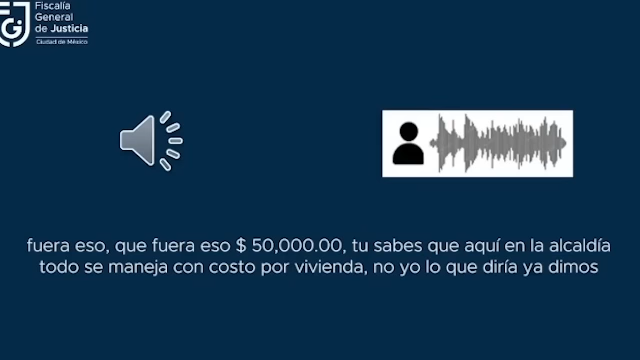 Fiscalía
General
de Justicia
Ciudad de México
fuera eso, que fuera eso $ 50,000.00, tu sabes que aquí en la alcaldía
todo se maneja con costo por vivienda, no yo lo que diría ya dimos